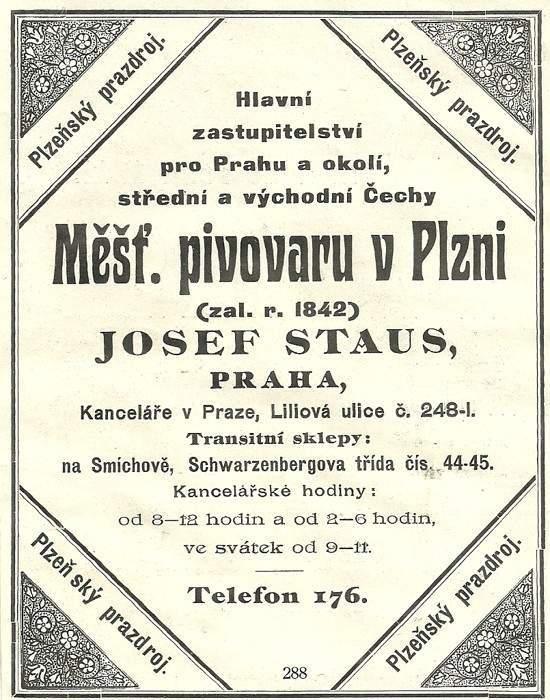 Plzeňský prazdroj.
Plzeňský prazdroj.
Hlavní
zastupitelství
pro Prahu a okolí,
střední a východní Čechy
Měšť. pivovaru v Plzni
(zal. r. 1842)
JOSEF STAUS,
PRAHA,
Kanceláře v Praze, Liliová ulice č. 248-I.
Transitní sklepy:
na Smíchově, Schwarzenbergova třída čís. 44-45.
Kancelářské hodiny:
od 8—12 hodin a od 2—6 hodin,
ve svátek od 9—11.
Telefon 176.
Plzeňský prazdroj.
Plzeňský prazdroj.
288